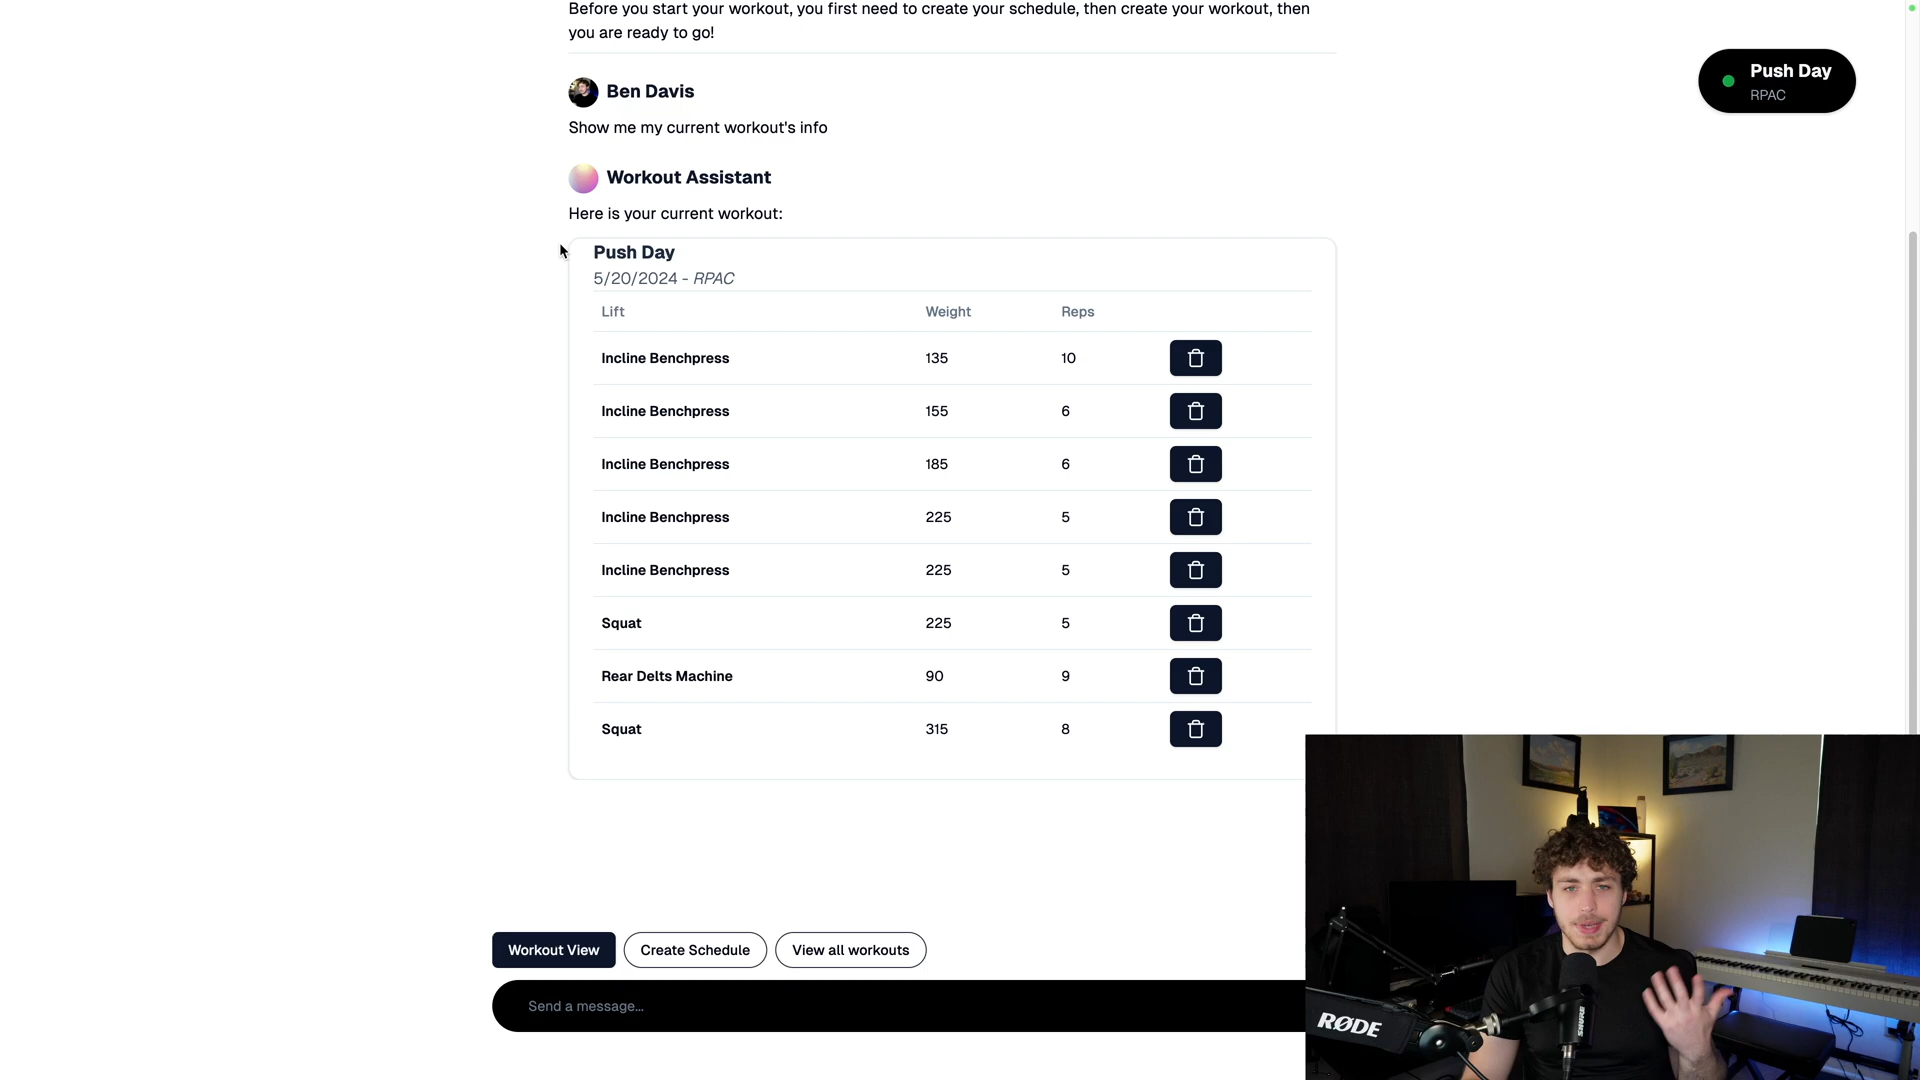 Before you start your workout, you first need to create your schedule, then create your workout, then
you are ready to go!
Push Day
RPAC
Ben Davis
Show me my current workout's info
Workout Assistant
Here is your current workout:
Push Day
5/20/2024 - RPAC
Lift Weight Reps
Incline Benchpress 135 10
Incline Benchpress 155 6
Incline Benchpress 185 6
Incline Benchpress 225 5
Incline Benchpress 225 5
Squat 225 5
Rear Delts Machine 90 9
Squat 315 8
Workout View Create Schedule View all workouts
Send a message...
RØDE
SHURE